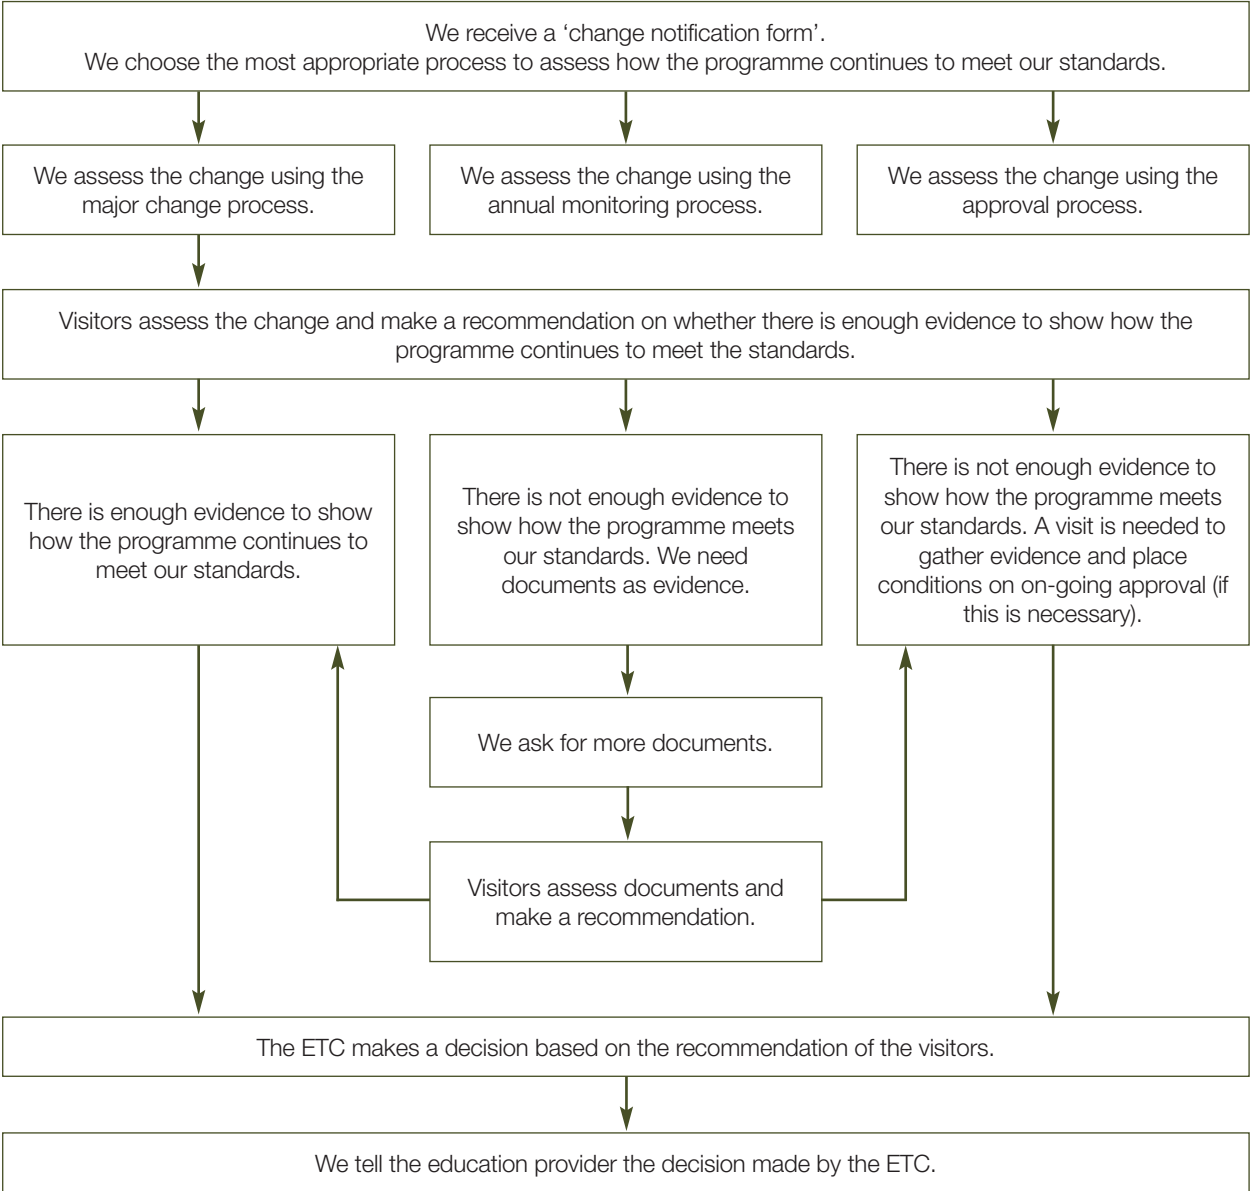 We receive a ‘change notification form’.
We choose the most appropriate process to assess how the programme continues to meet our standards.
We assess the change using the
major change process.
We assess the change using the
annual monitoring process.
We assess the change using the
approval process.
Visitors assess the change and make a recommendation on whether there is enough evidence to show how the
programme continues to meet the standards.
There is enough evidence to show
how the programme continues to
meet our standards.
There is not enough evidence to
show how the programme meets
our standards. We need
documents as evidence.
There is not enough evidence to
show how the programme meets
our standards. A visit is needed to
gather evidence and place
conditions on on-going approval (if
this is necessary).
We ask for more documents.
Visitors assess documents and
make a recommendation.
The ETC makes a decision based on the recommendation of the visitors.
We tell the education provider the decision made by the ETC.